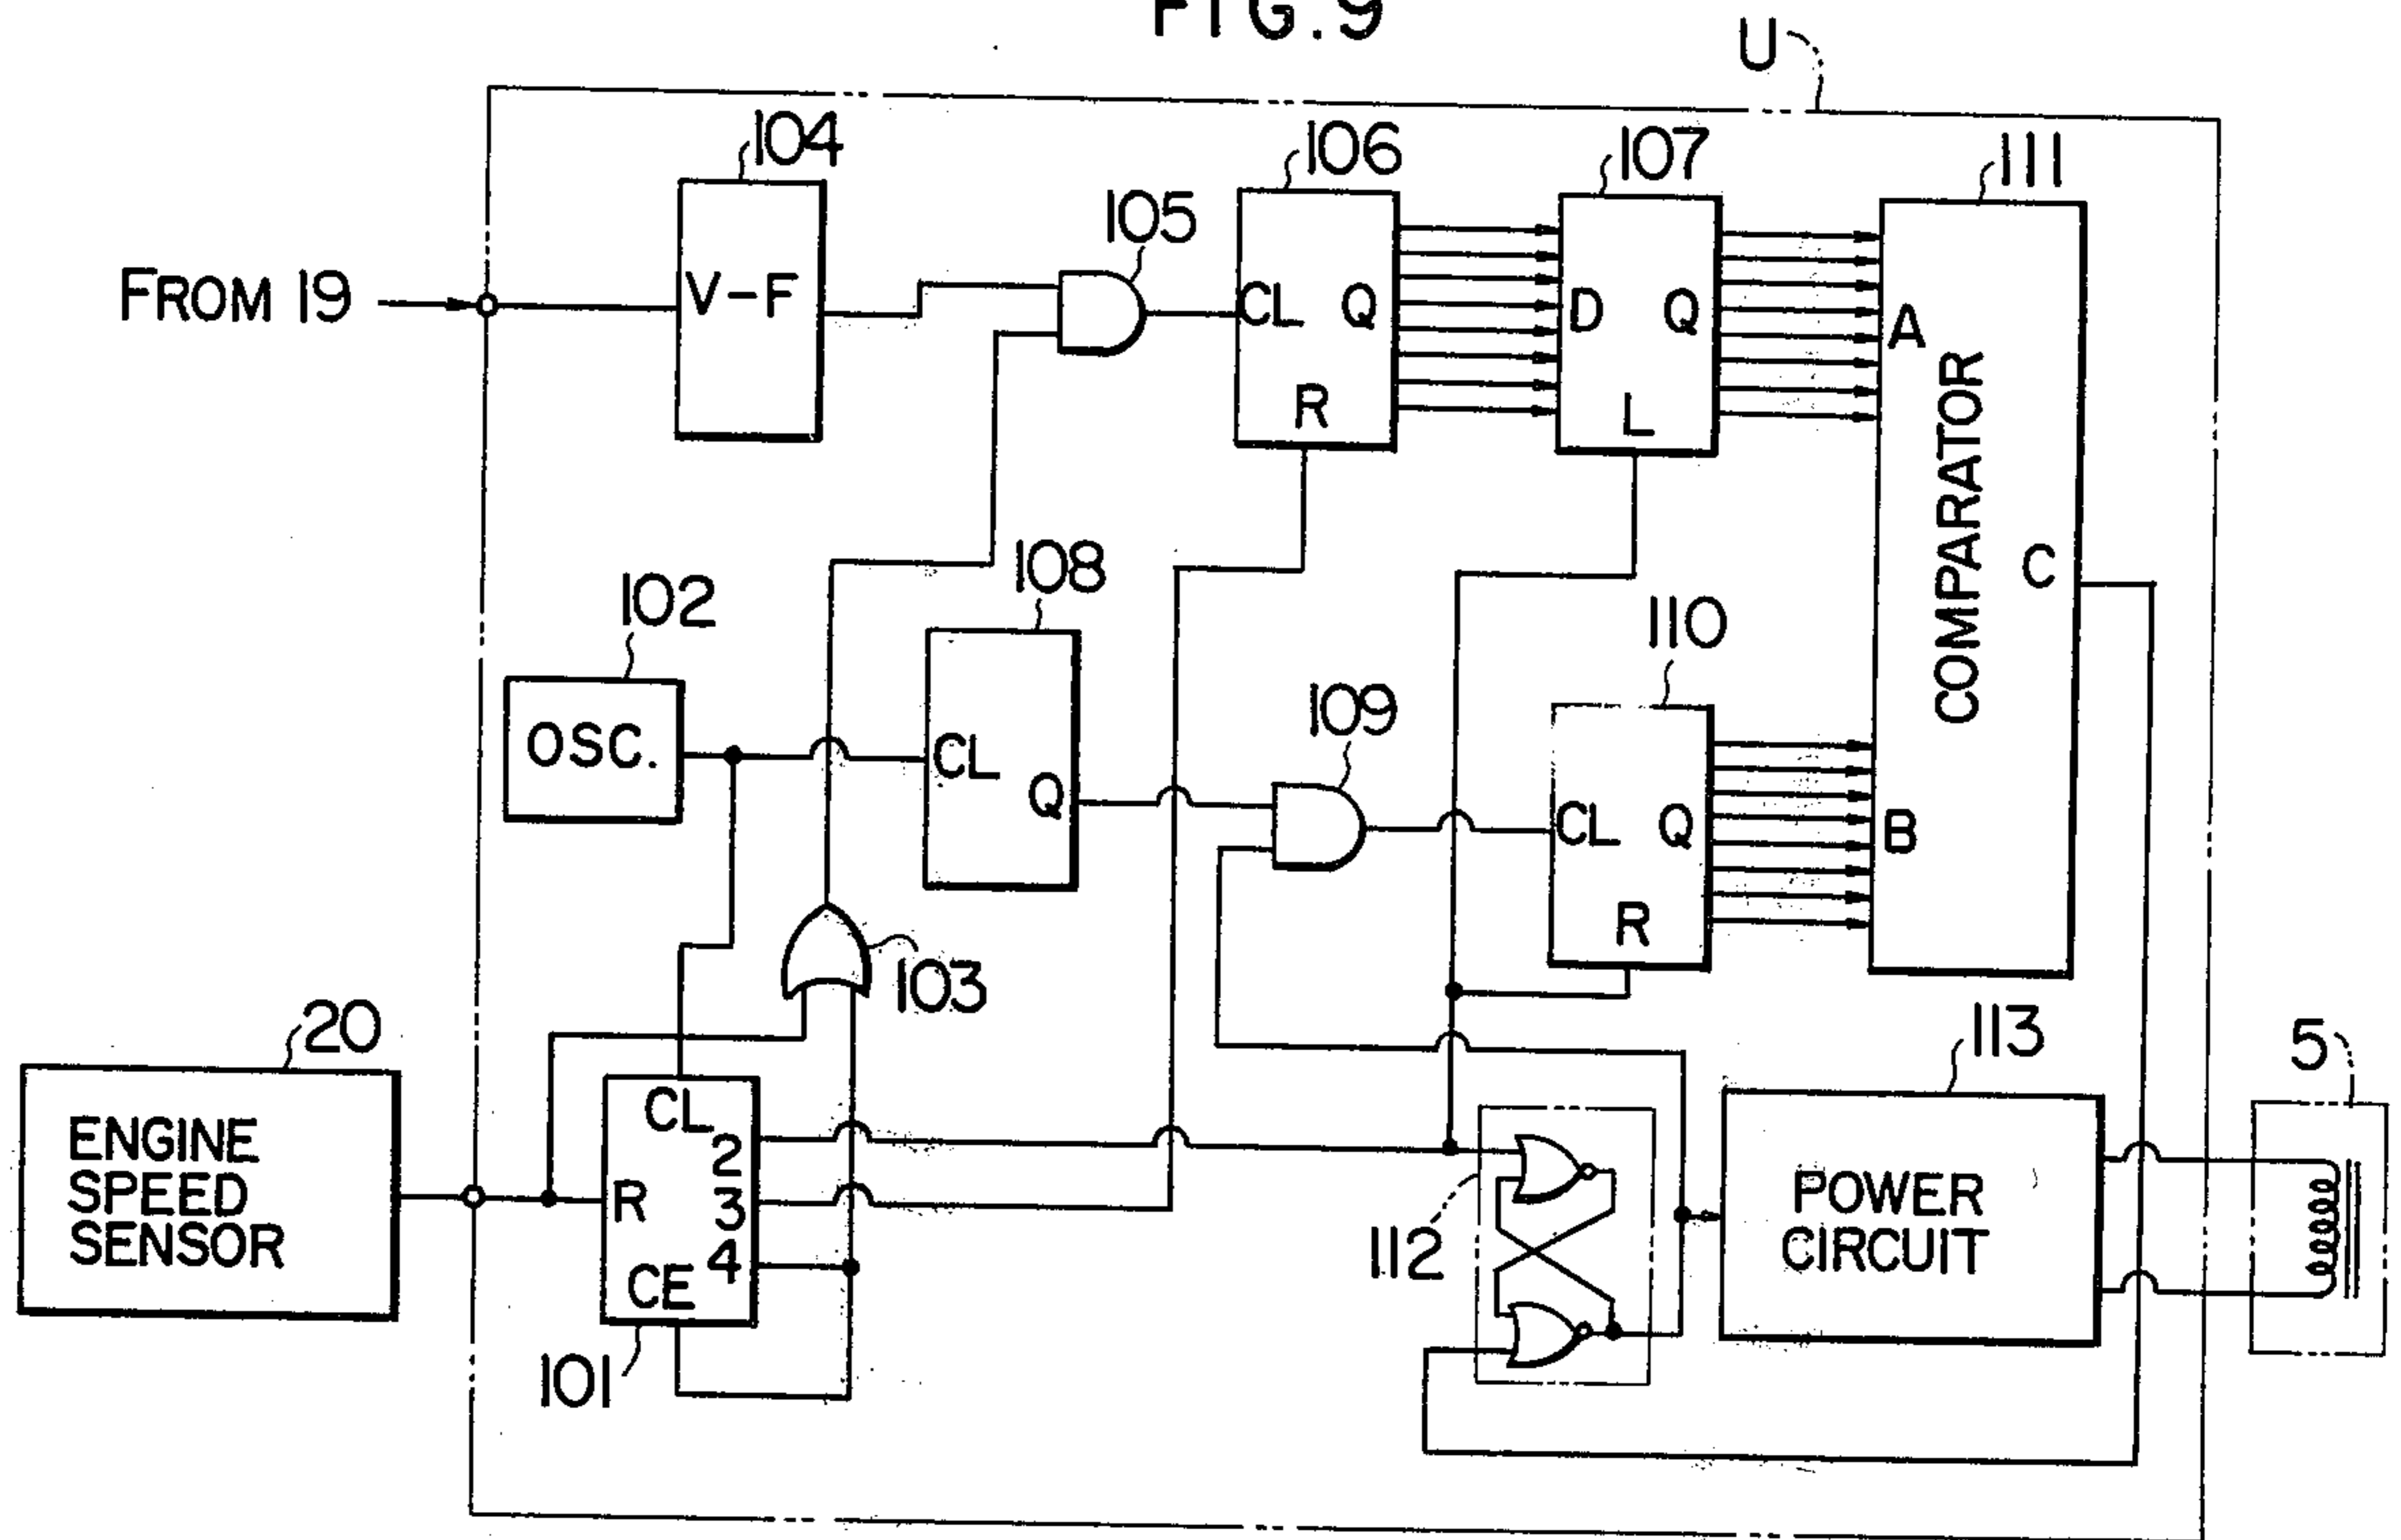 FIG.9
U
104
105
106
107
111
FROM 19
V-F
CL Q
R
D Q
L
A
COMPARATOR
C
B
102
OSC.
108
CL
Q
109
110
CL Q
R
103
20
ENGINE
SPEED
SENSOR
CL
2
R
3
4
CE
101
112
113
POWER
CIRCUIT
5